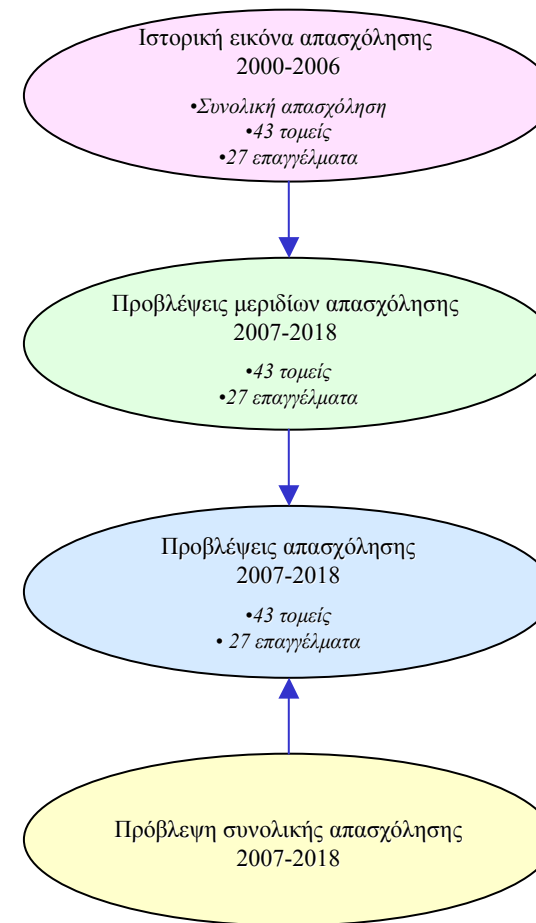 Ιστορική εικόνα απασχόλησης
2000-2006
•Συνολική απασχόληση
•43 τομείς
•27 επαγγέλματα
Προβλέψεις μεριδίων απασχόλησης
2007-2018
•43 τομείς
•27 επαγγέλματα
Προβλέψεις απασχόλησης
2007-2018
•43 τομείς
• 27 επαγγέλματα
Πρόβλεψη συνολικής απασχόλησης
2007-2018